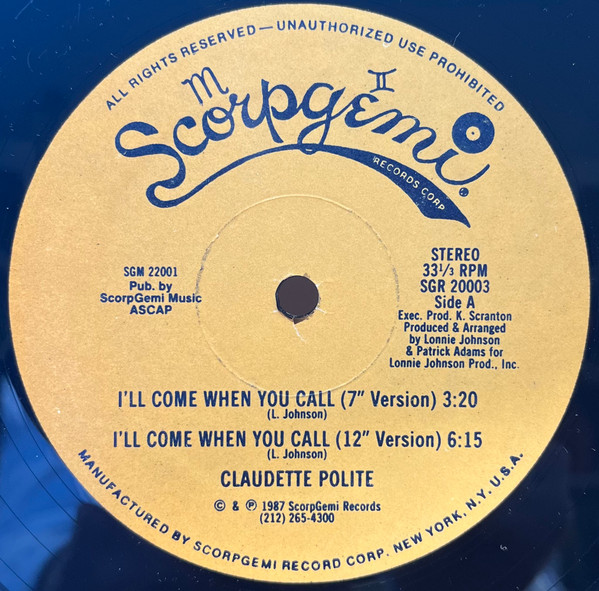 ALL RIGHTS RESERVED — UNAUTHORIZED USE PROHIBITED
Scorpgemi
RECORDS CORP.
SGM 22001
Pub. by
ScorpGemi Music
ASCAP
STEREO
33 1/3 RPM
SGR 20003
Side A
Exec. Prod. K. Scranton
Produced & Arranged
by Lonnie Johnson
& Patrick Adams for
Lonnie Johnson Prod., Inc.
I'LL COME WHEN YOU CALL (7" Version) 3:20
(L. Johnson)
I'LL COME WHEN YOU CALL (12" Version) 6:15
(L. Johnson)
CLAUDETTE POLITE
© & ℗ 1987 ScorpGemi Records
(212) 265-4300
MANUFACTURED BY SCORPGEMI RECORD CORP. NEW YORK, N.Y. U.S.A.